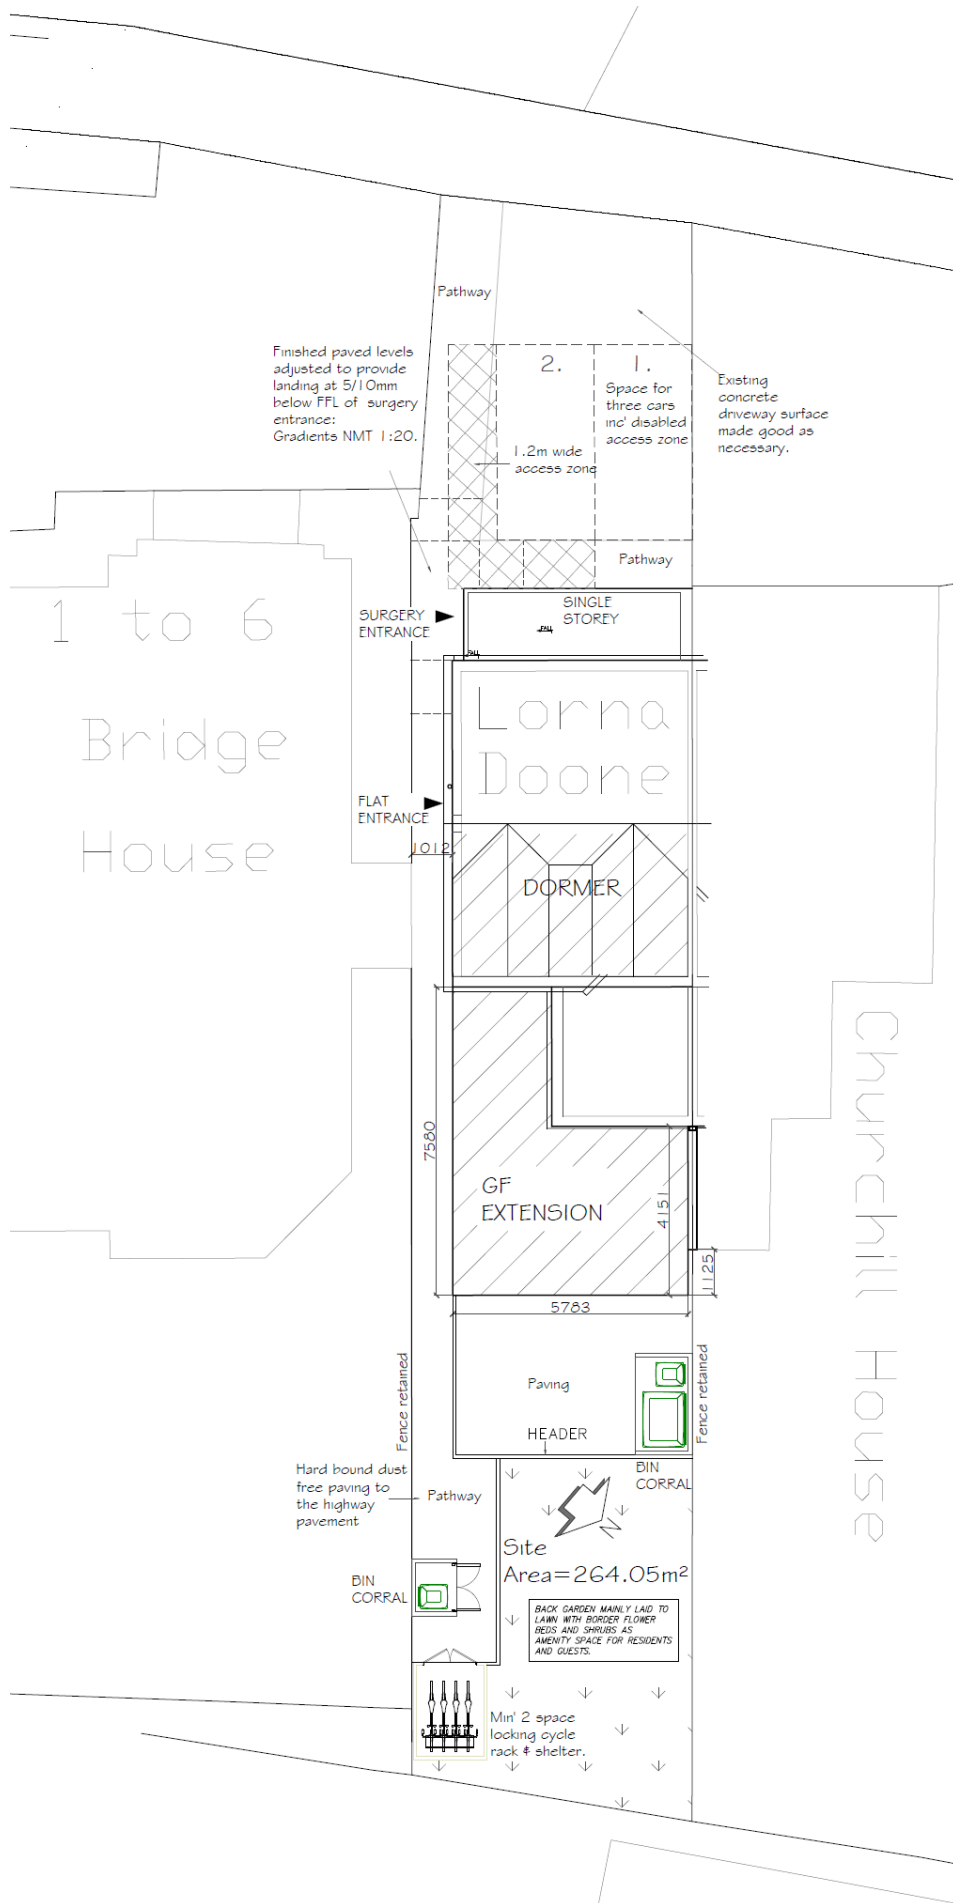 Pathway
Finished paved levels
adjusted to provide
landing at 5/10mm
below FFL of surgery
entrance:
Gradients NMT 1:20.
2.
1.
Space for
three cars
inc' disabled
access zone
Existing
concrete
driveway surface
made good as
necessary.
1.2m wide
access zone
Pathway
1 to 6
Bridge
House
SURGERY
ENTRANCE
SINGLE
STOREY
FALL
FALL
Lorna
Doone
FLAT
ENTRANCE
1012
DORMER
Churchill House
7580
GF
EXTENSION
4151
1125
5783
Fence retained
Paving
Fence retained
HEADER
BIN
CORRAL
Hard bound dust
free paving to
the highway
pavement
Pathway
N
Site
Area=264.05m²
BIN
CORRAL
BACK GARDEN MAINLY LAID TO
LAWN WITH BORDER FLOWER
BEDS AND SHRUBS AS
AMENITY SPACE FOR RESIDENTS
AND GUESTS.
Min' 2 space
locking cycle
rack & shelter.